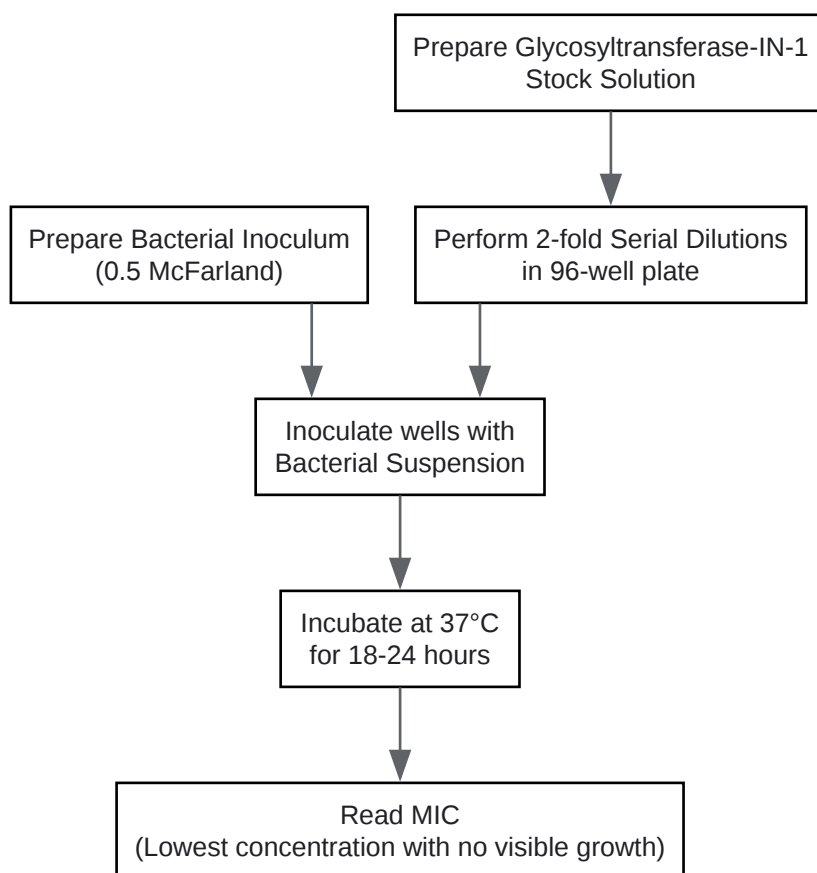 Prepare Glycosyltransferase-IN-1
Stock Solution
Prepare Bacterial Inoculum
(0.5 McFarland)
Perform 2-fold Serial Dilutions
in 96-well plate
Inoculate wells with
Bacterial Suspension
Incubate at 37°C
for 18-24 hours
Read MIC
(Lowest concentration with no visible growth)